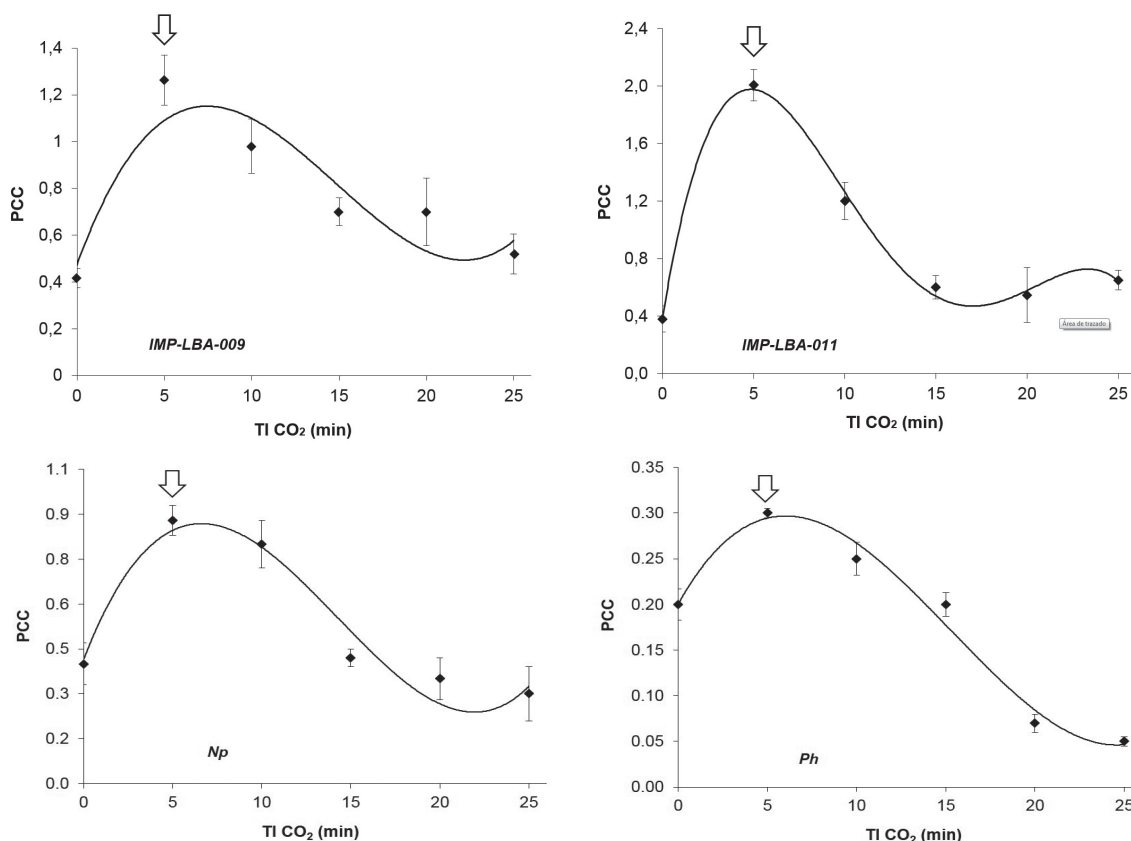 1,4
1,2
1
0,8
0,6
0,4
0,2
0
PCC
IMP-LBA-009
0 5 10 15 20 25
TI CO₂ (min)
2,4
2,0
1,6
1,2
0,8
0,4
0,0
PCC
Área de trazado
IMP-LBA-011
0 5 10 15 20 25
TI CO₂ (min)
1.1
0.9
0.8
0.6
0.5
0.3
0.2
0.0
PCC
Np
0 5 10 15 20 25
TI CO₂ (min)
0.35
0.30
0.25
0.20
0.15
0.10
0.05
0.00
PCC
Ph
0 5 10 15 20 25
TI CO₂ (min)